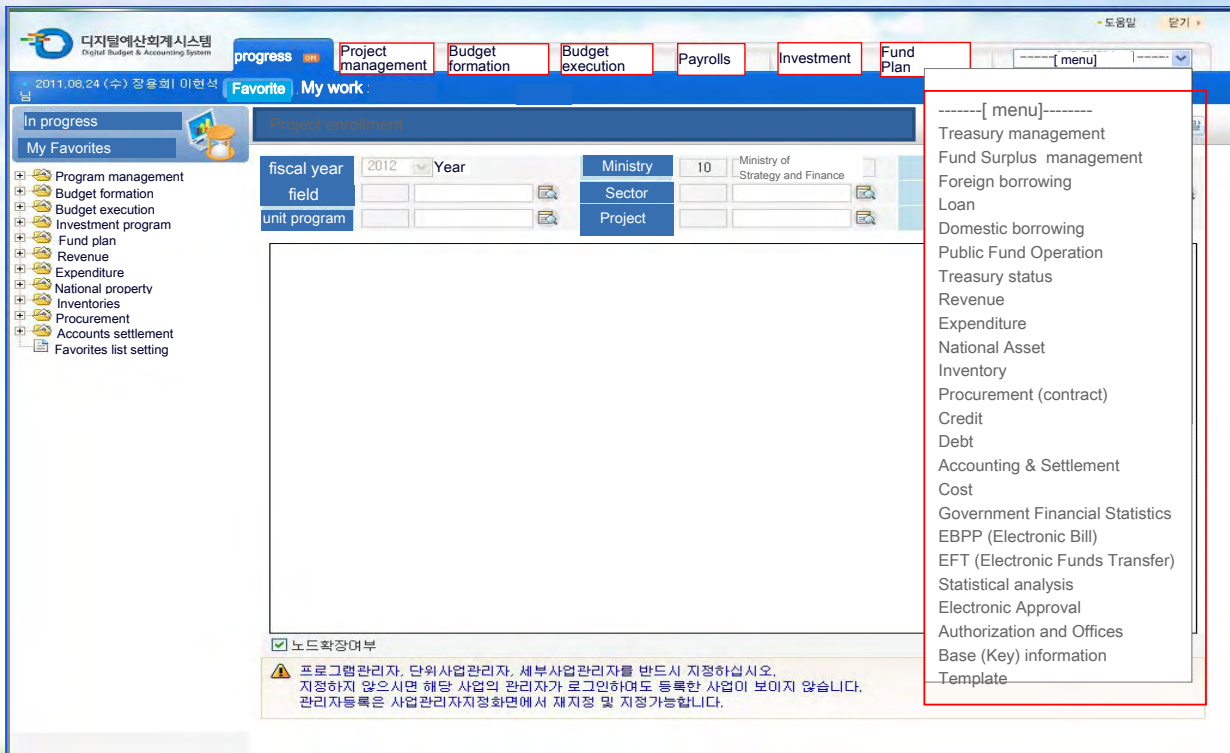 도움말 닫기
디지털예산회계시스템
Digital Budget & Accounting System
progress ON
Project management
Budget formation
Budget execution
Payrolls
Investment
Fund Plan
-----[ menu] -----
2011.08.24 (수) 장용희| 이현석 님
Favorite My work :
In progress
My Favorites
Program management
Budget formation
Budget execution
Investment program
Fund plan
Revenue
Expenditure
National property
Inventories
Procurement
Accounts settlement
Favorites list setting
Project enrollment
fiscal year 2012 Year Ministry 10 Ministry of Strategy and Finance
field Sector
unit program Project
노드확장여부
프로그램관리자, 단위사업관리자, 세부사업관리자를 반드시 지정하십시오.
지정하지 않으시면 해당 사업의 관리자가 로그인하여도 등록한 사업이 보이지 않습니다.
관리자등록은 사업관리자지정화면에서 재지정 및 지정가능합니다.
-------[ menu]--------
Treasury management
Fund Surplus management
Foreign borrowing
Loan
Domestic borrowing
Public Fund Operation
Treasury status
Revenue
Expenditure
National Asset
Inventory
Procurement (contract)
Credit
Debt
Accounting & Settlement
Cost
Government Financial Statistics
EBPP (Electronic Bill)
EFT (Electronic Funds Transfer)
Statistical analysis
Electronic Approval
Authorization and Offices
Base (Key) information
Template